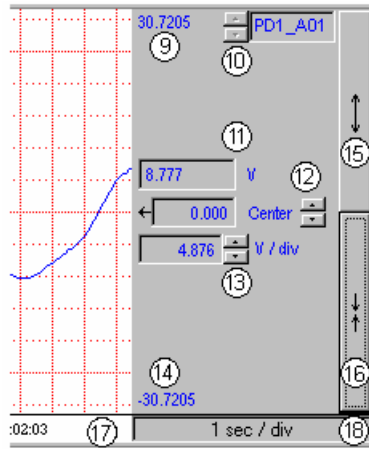 30.7205 PD1_A01
⑨ ⑩
⑪
8.777 V ⑫ ⑮
0.000 Center
4.876 V / div
⑬
⑭ ⑯
-30.7205
:02:03 ⑰ 1 sec / div ⑱